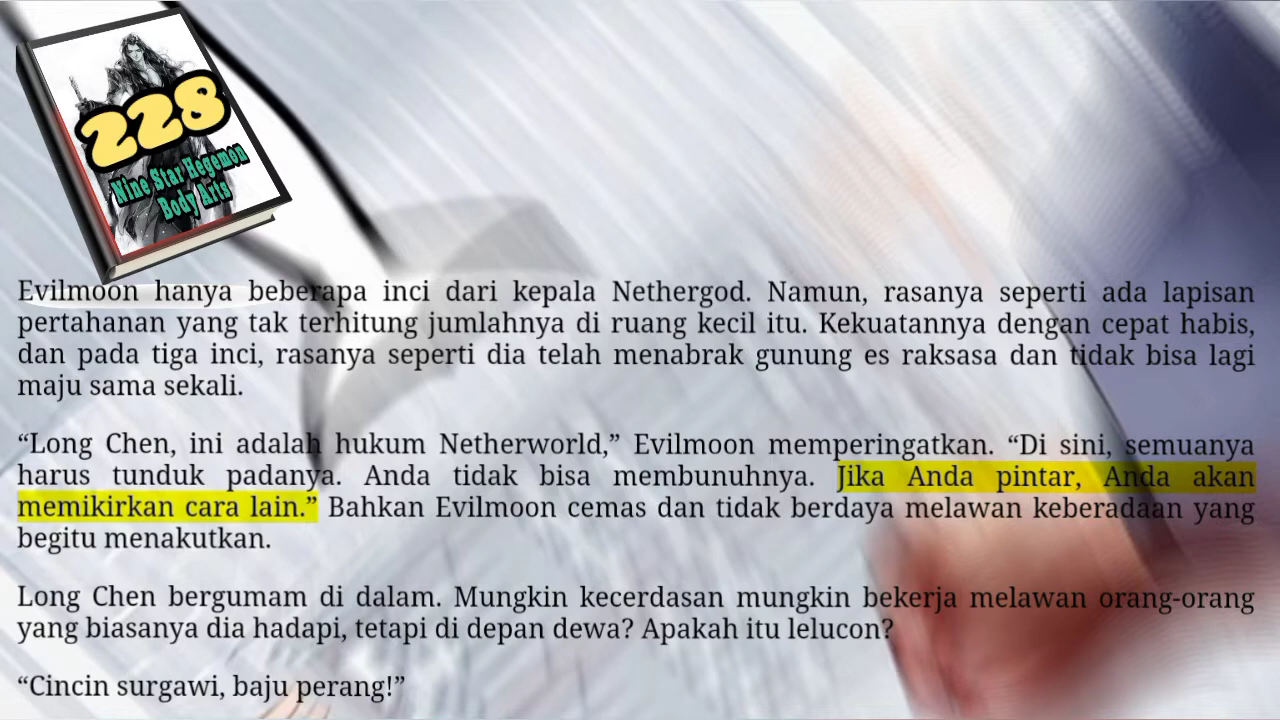 228
Nine Star Hegemon
Body Arts
Evilmoon hanya beberapa inci dari kepala Nethergod. Namun, rasanya seperti ada lapisan
pertahanan yang tak terhitung jumlahnya di ruang kecil itu. Kekuatannya dengan cepat habis,
dan pada tiga inci, rasanya seperti dia telah menabrak gunung es raksasa dan tidak bisa lagi
maju sama sekali.
“Long Chen, ini adalah hukum Netherworld,” Evilmoon memperingatkan. “Di sini, semuanya
harus tunduk padanya. Anda tidak bisa membunuhnya. Jika Anda pintar, Anda akan
memikirkan cara lain.” Bahkan Evilmoon cemas dan tidak berdaya melawan keberadaan yang
begitu menakutkan.
Long Chen bergumam di dalam. Mungkin kecerdasan mungkin bekerja melawan orang-orang
yang biasanya dia hadapi, tetapi di depan dewa? Apakah itu lelucon?
“Cincin surgawi, baju perang!”